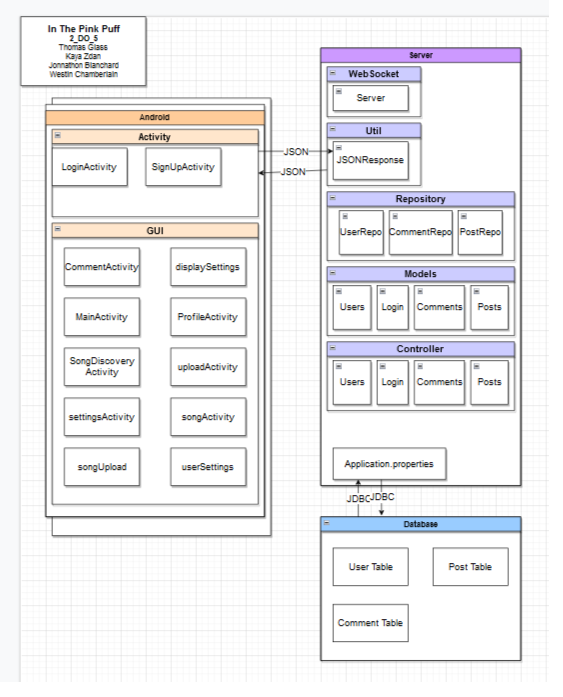 In The Pink Puff
2_DO_5
Thomas Glass
Kaya Zdan
Jonnathon Blanchard
Westin Chamberlain
Android
Activity
LoginActivity
SignUpActivity
GUI
CommentActivity
displaySettings
MainActivity
ProfileActivity
SongDiscovery
Activity
uploadActivity
settingsActivity
songActivity
songUpload
userSettings
JSON
JSON
Server
WebSocket
Server
Util
JSONResponse
Repository
UserRepo
CommentRepo
PostRepo
Models
Users
Login
Comments
Posts
Controller
Users
Login
Comments
Posts
Application.properties
JDBC
JDBC
Database
User Table
Post Table
Comment Table